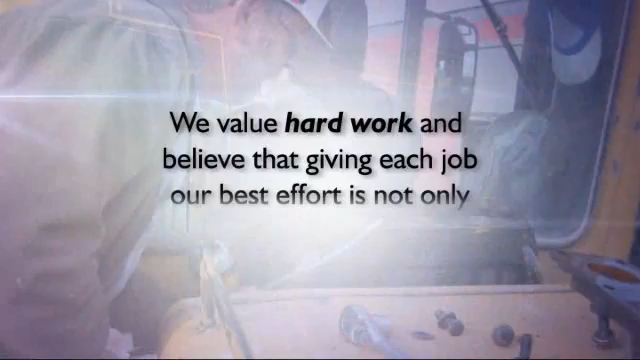 We value hard work and
believe that giving each job
our best effort is not only